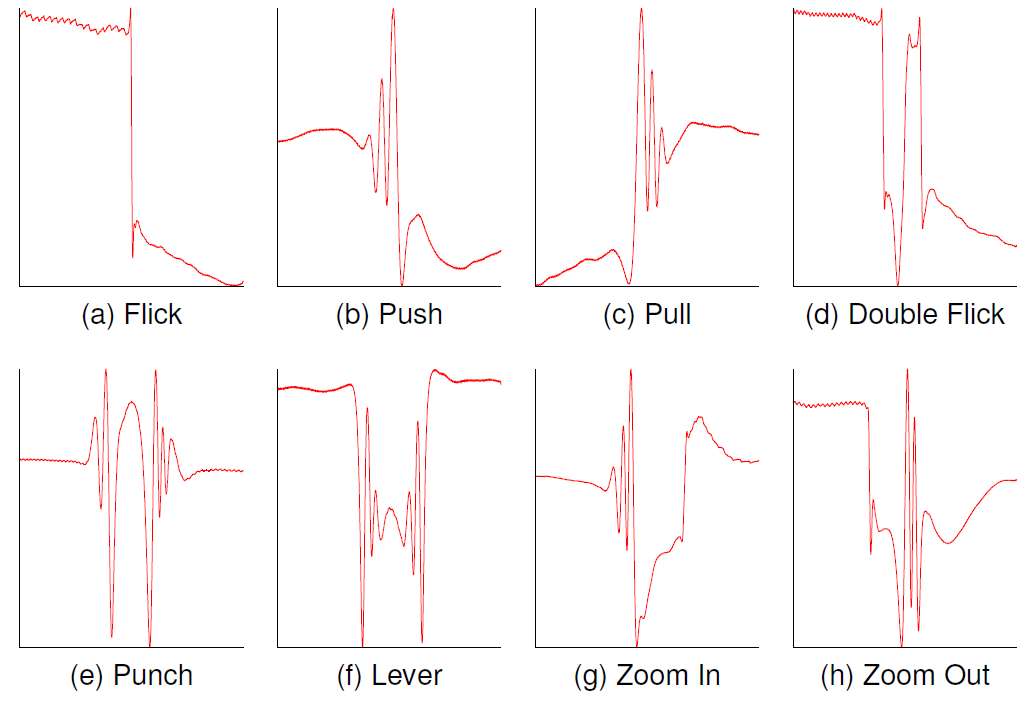 (a) Flick
(b) Push
(c) Pull
(d) Double Flick
(e) Punch
(f) Lever
(g) Zoom In
(h) Zoom Out